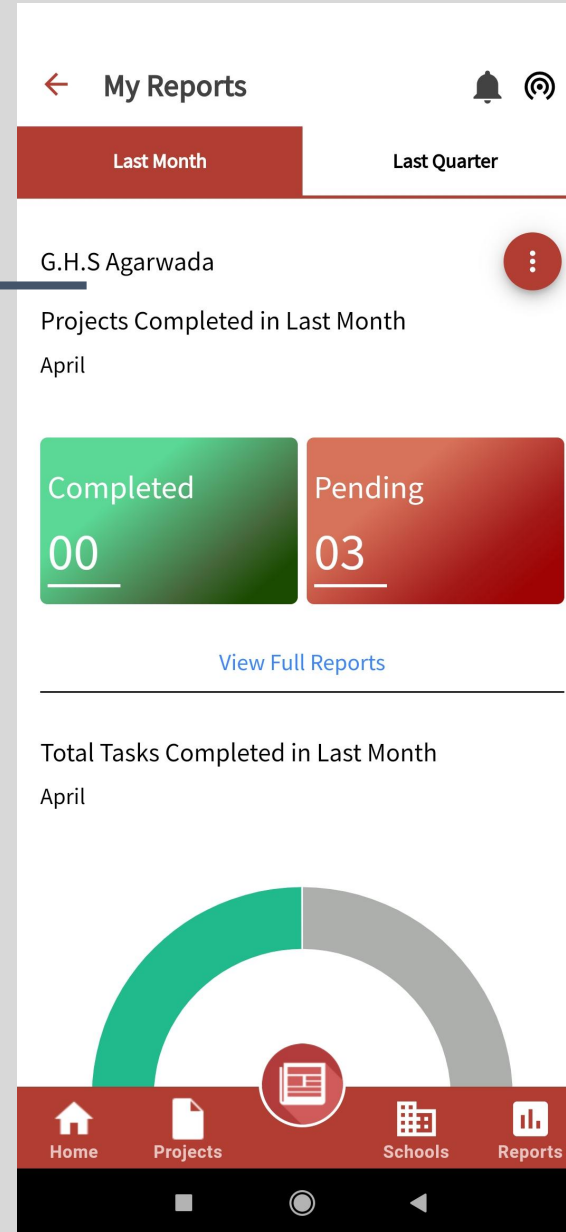 My Reports
Last Month
Last Quarter
G.H.S Agarwada
Projects Completed in Last Month
April
Completed
Pending
00
03
View Full Reports
Total Tasks Completed in Last Month
April
Home
Projects
Schools
Reports